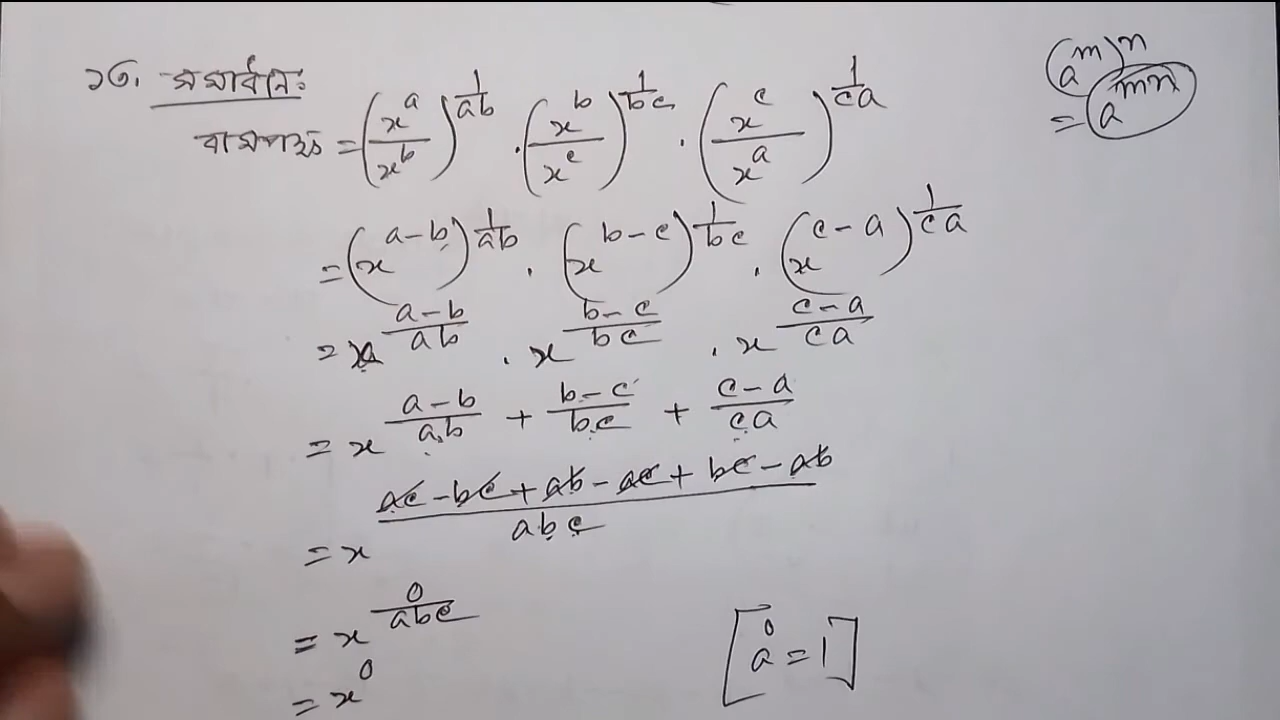 ১৩. সমাধান:
(a^m)^n
= a^{mn}
বামপক্ষ = (x^a/x^b)^{1/ab} . (x^b/x^c)^{1/bc} . (x^c/x^a)^{1/ca}
= (x^{a-b})^{1/ab} . (x^{b-c})^{1/bc} . (x^{c-a})^{1/ca}
= x^{(a-b)/ab} . x^{(b-c)/bc} . x^{(c-a)/ca}
= x^{(a-b)/ab + (b-c)/bc + (c-a)/ca}
= x^{(ac-bc+ab-ac+bc-ab)/abc}
= x^{0/abc}
= x^0 [a^0 = 1]